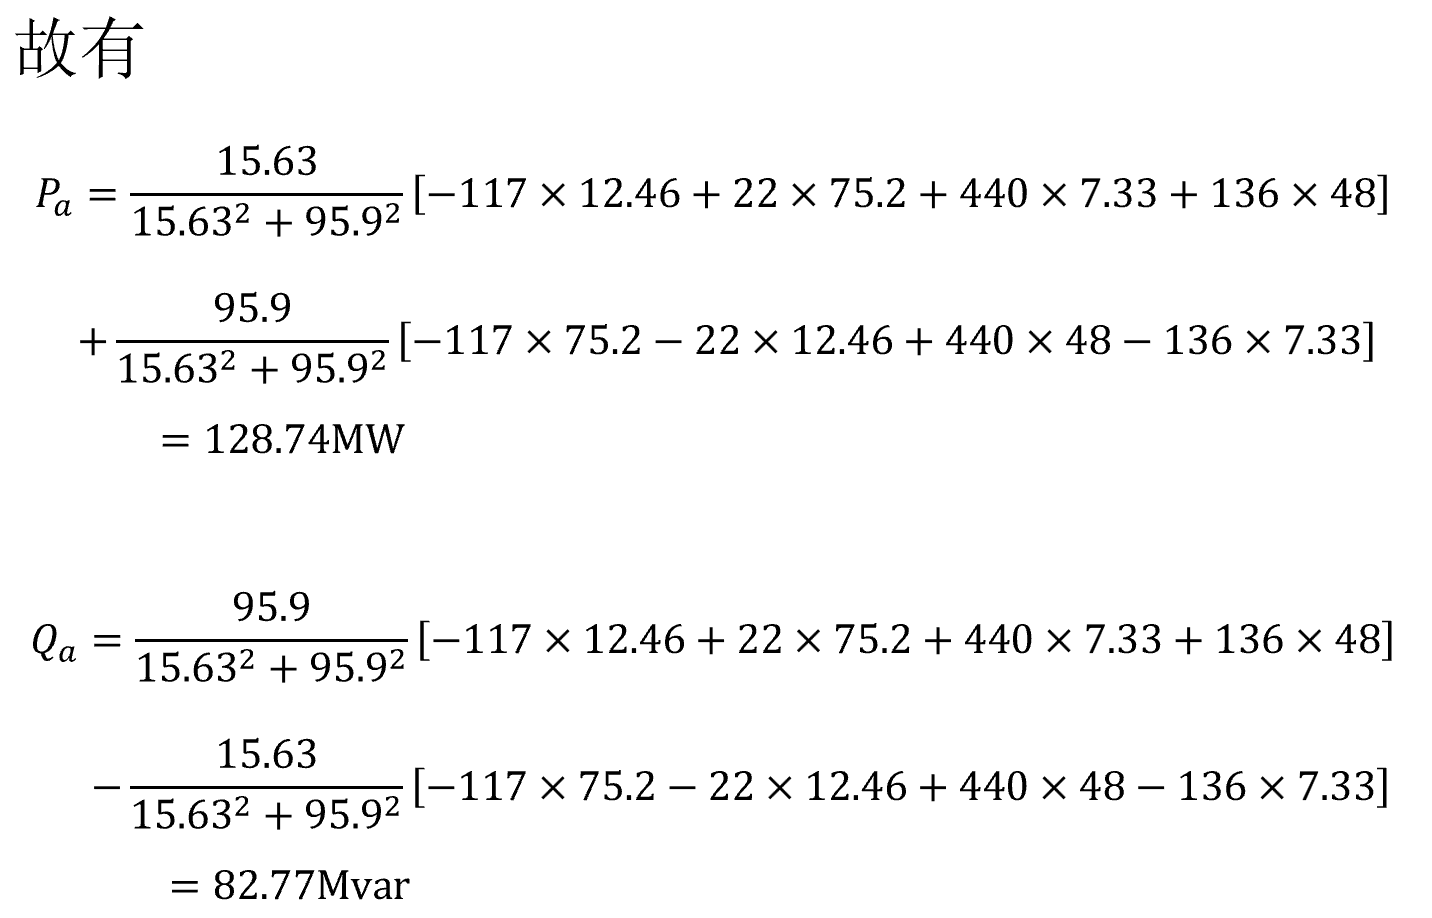 故有
P_a = \frac{15.63}{15.63² + 95.9²} [−117 × 12.46 + 22 × 75.2 + 440 × 7.33 + 136 × 48]
+ \frac{95.9}{15.63² + 95.9²} [−117 × 75.2 − 22 × 12.46 + 440 × 48 − 136 × 7.33]
= 128.74MW
Q_a = \frac{95.9}{15.63² + 95.9²} [−117 × 12.46 + 22 × 75.2 + 440 × 7.33 + 136 × 48]
− \frac{15.63}{15.63² + 95.9²} [−117 × 75.2 − 22 × 12.46 + 440 × 48 − 136 × 7.33]
= 82.77Mvar